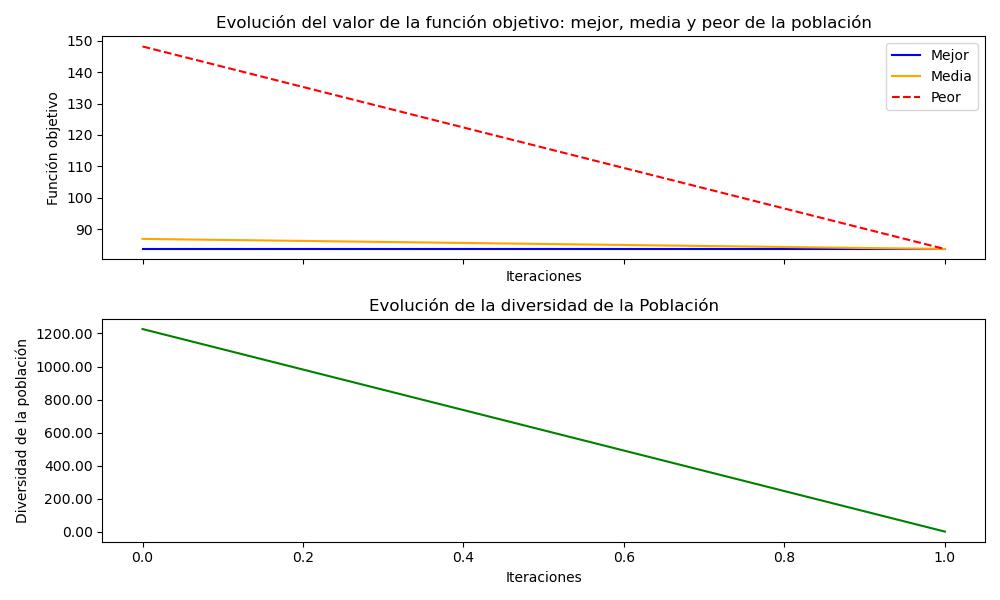 Evolución del valor de la función objetivo: mejor, media y peor de la población
150
140
130
120
110
100
90
Función objetivo
Mejor
Media
Peor
Iteraciones
Evolución de la diversidad de la Población
1200.00
1000.00
800.00
600.00
400.00
200.00
0.00
Diversidad de la población
0.0 0.2 0.4 0.6 0.8 1.0
Iteraciones